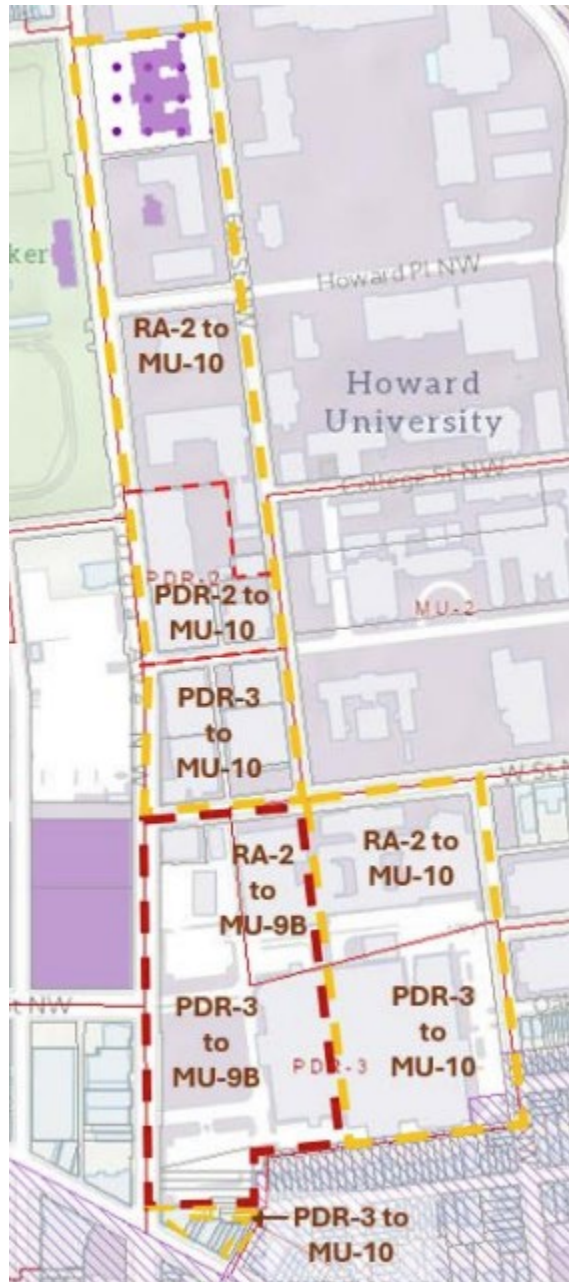 ker
Howard Pl NW
RA-2 to
MU-10
Howard
University
College St NW
PDR-2
PDR-2 to
MU-10
MU-2
PDR-3
to
MU-10
W St N
RA-2
to
MU-9B
RA-2 to
MU-10
t NW
PDR-3
to
MU-9B
PDR-3
to
MU-10
PDR-3
PDR-3 to
MU-10